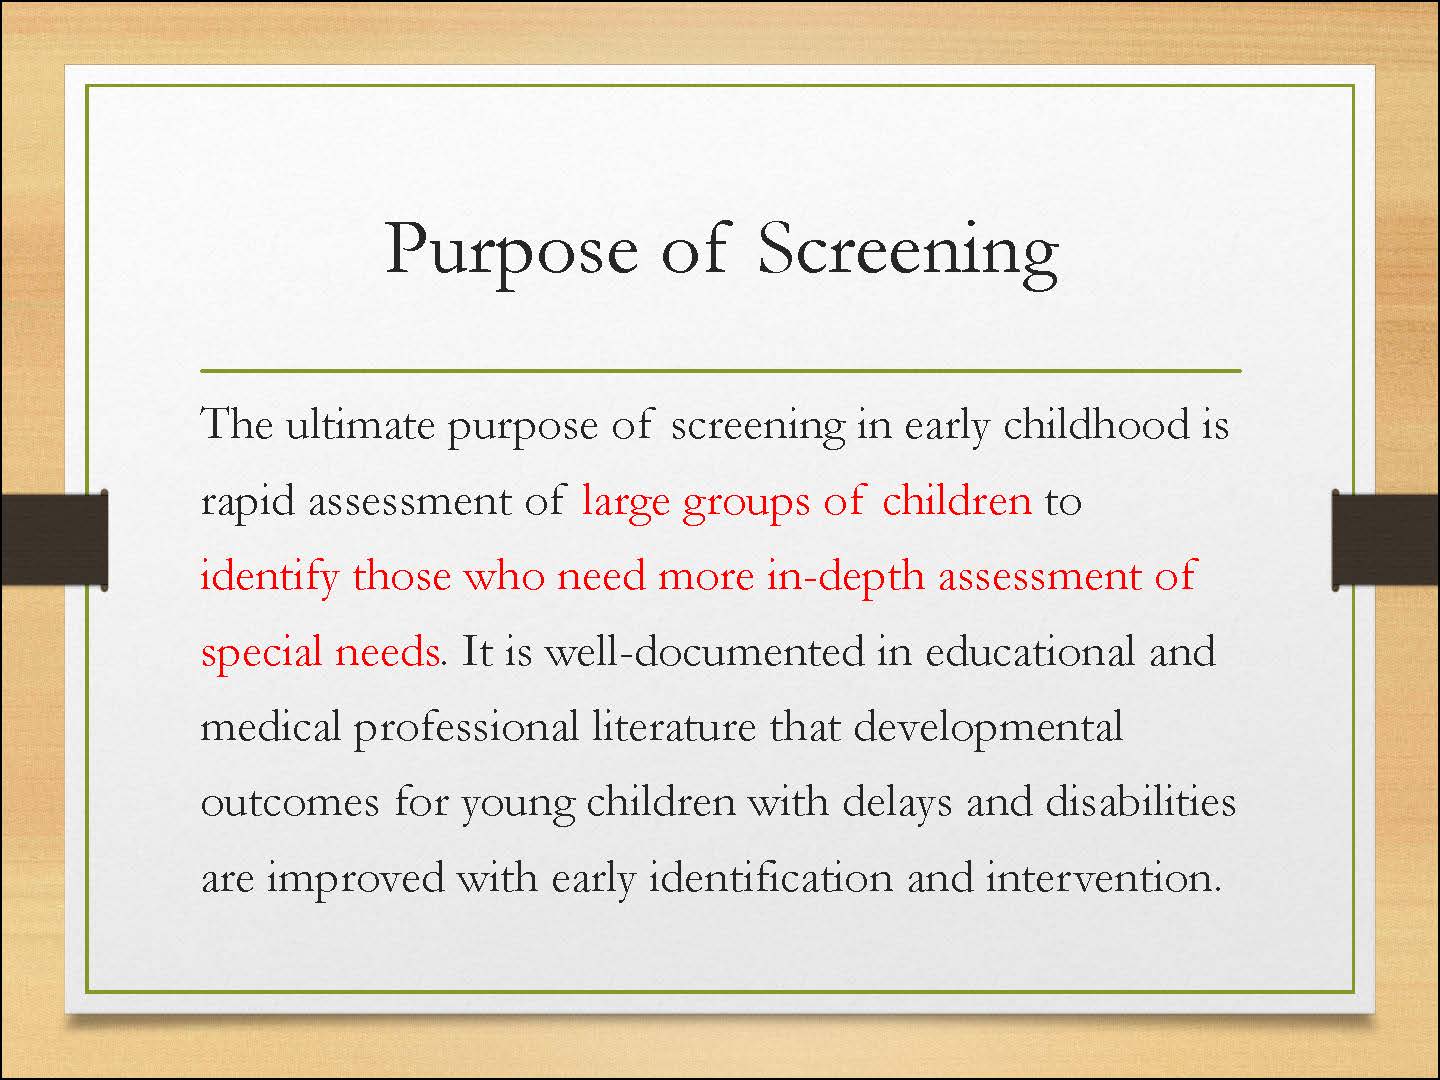 Purpose of Screening
The ultimate purpose of screening in early childhood is
rapid assessment of large groups of children to
identify those who need more in-depth assessment of
special needs. It is well-documented in educational and
medical professional literature that developmental
outcomes for young children with delays and disabilities
are improved with early identification and intervention.